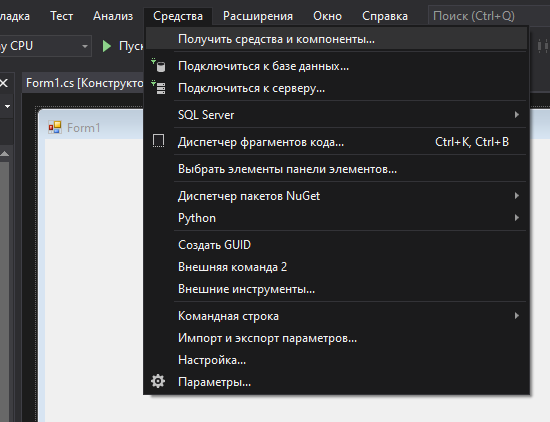 ладка Тест Анализ Средства Расширения Окно Справка Поиск (Ctrl+Q)
ny CPU Пуск
Получить средства и компоненты...
Подключиться к базе данных...
Form1.cs [Конструкто
Подключиться к серверу...
SQL Server
Form1
Диспетчер фрагментов кода... Ctrl+K, Ctrl+B
Выбрать элементы панели элементов...
Диспетчер пакетов NuGet
Python
Создать GUID
Внешняя команда 2
Внешние инструменты...
Командная строка
Импорт и экспорт параметров...
Настройка...
Параметры...